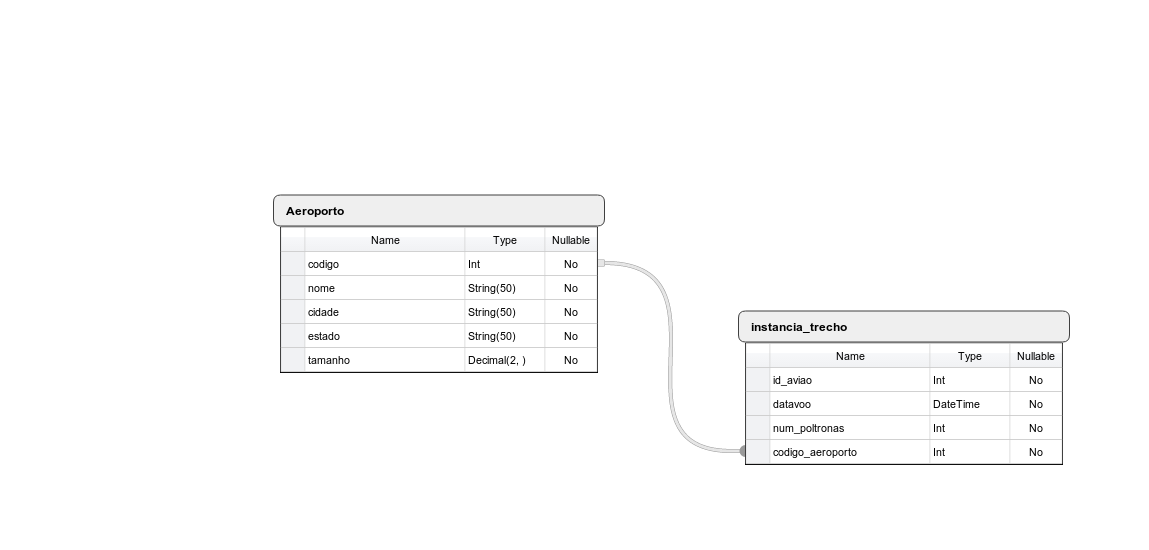 Aeroporto
Name Type Nullable
codigo Int No
nome String(50) No
cidade String(50) No
estado String(50) No
tamanho Decimal(2, ) No
instancia_trecho
Name Type Nullable
id_aviao Int No
datavoo DateTime No
num_poltronas Int No
codigo_aeroporto Int No